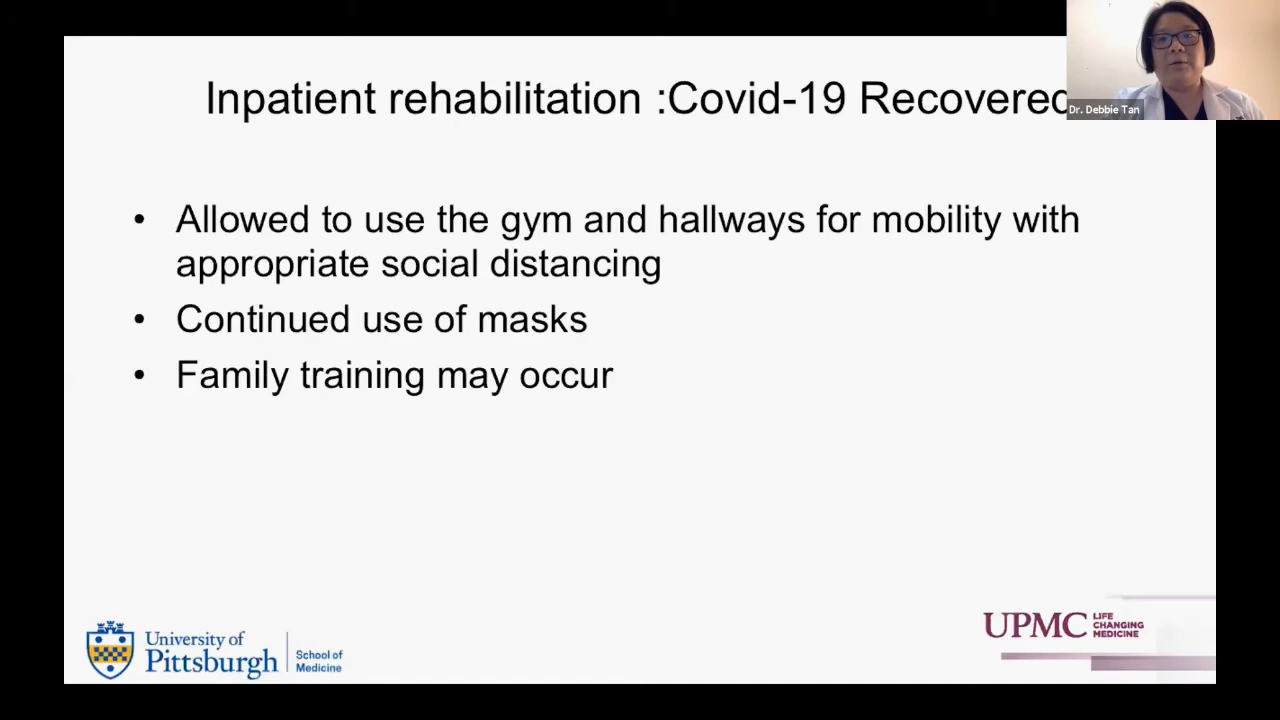 Inpatient rehabilitation :Covid-19 Recovered
Dr. Debbie Tan
• Allowed to use the gym and hallways for mobility with
appropriate social distancing
• Continued use of masks
• Family training may occur
University of
Pittsburgh
School of
Medicine
UPMC
LIFE
CHANGING
MEDICINE